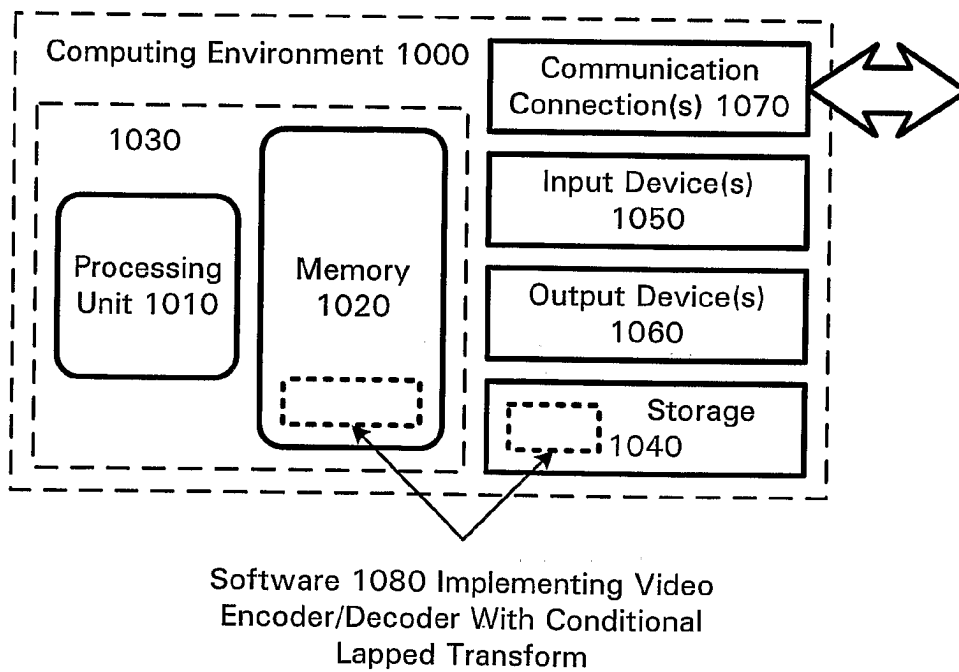 Computing Environment 1000
1030
Processing
Unit 1010
Memory
1020
Communication
Connection(s) 1070
Input Device(s)
1050
Output Device(s)
1060
Storage
1040
Software 1080 Implementing Video
Encoder/Decoder With Conditional
Lapped Transform